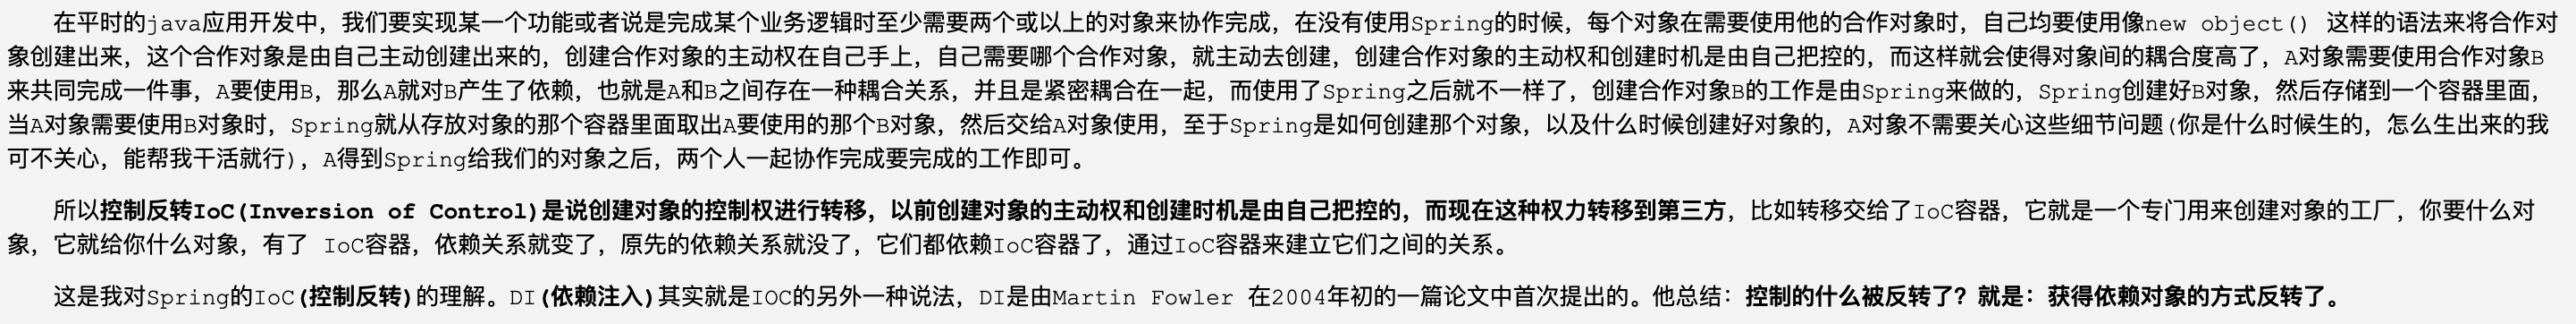 在平时的java应用开发中，我们要实现某一个功能或者说是完成某个业务逻辑时至少需要两个或以上的对象来协作完成，在没有使用Spring的时候，每个对象在需要使用他的合作对象时，自己均要使用像new object() 这样的语法来将合作对
象创建出来，这个合作对象是由自己主动创建出来的，创建合作对象的主动权在自己手上，自己需要哪个合作对象，就主动去创建，创建合作对象的主动权和创建时机是由自己把控的，而这样就会使得对象间的耦合度高了，A对象需要使用合作对象B
来共同完成一件事，A要使用B，那么A就对B产生了依赖，也就是A和B之间存在一种耦合关系，并且是紧密耦合在一起，而使用了Spring之后就不一样了，创建合作对象B的工作是由Spring来做的，Spring创建好B对象，然后存储到一个容器里面，
当A对象需要使用B对象时，Spring就从存放对象的那个容器里面取出A要使用的那个B对象，然后交给A对象使用，至于Spring是如何创建那个对象，以及什么时候创建好对象的，A对象不需要关心这些细节问题(你是什么时候生的，怎么生出来的我
可不关心，能帮我干活就行)，A得到Spring给我们的对象之后，两个人一起协作完成要完成的工作即可。
所以控制反转IoC(Inversion of Control)是说创建对象的控制权进行转移，以前创建对象的主动权和创建时机是由自己把控的，而现在这种权力转移到第三方，比如转移交给了IoC容器，它就是一个专门用来创建对象的工厂，你要什么对
象，它就给你什么对象，有了 IoC容器，依赖关系就变了，原先的依赖关系就没了，它们都依赖IoC容器了，通过IoC容器来建立它们之间的关系。
这是我对Spring的IoC(控制反转)的理解。DI(依赖注入)其实就是IOC的另外一种说法，DI是由Martin Fowler 在2004年初的一篇论文中首次提出的。他总结：控制的什么被反转了？就是：获得依赖对象的方式反转了。